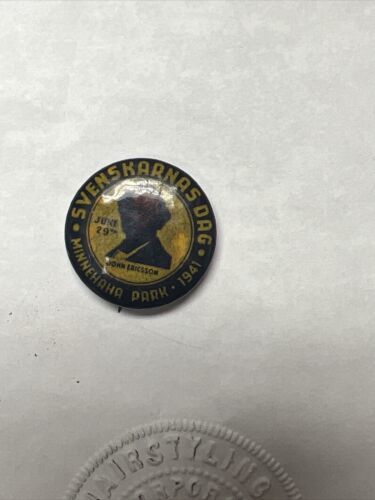 SVENSKARNAS DAG
JUNE
29TH
JOHN ERICSSON
MINNEHAHA PARK · 1941
HAIRSTYLING